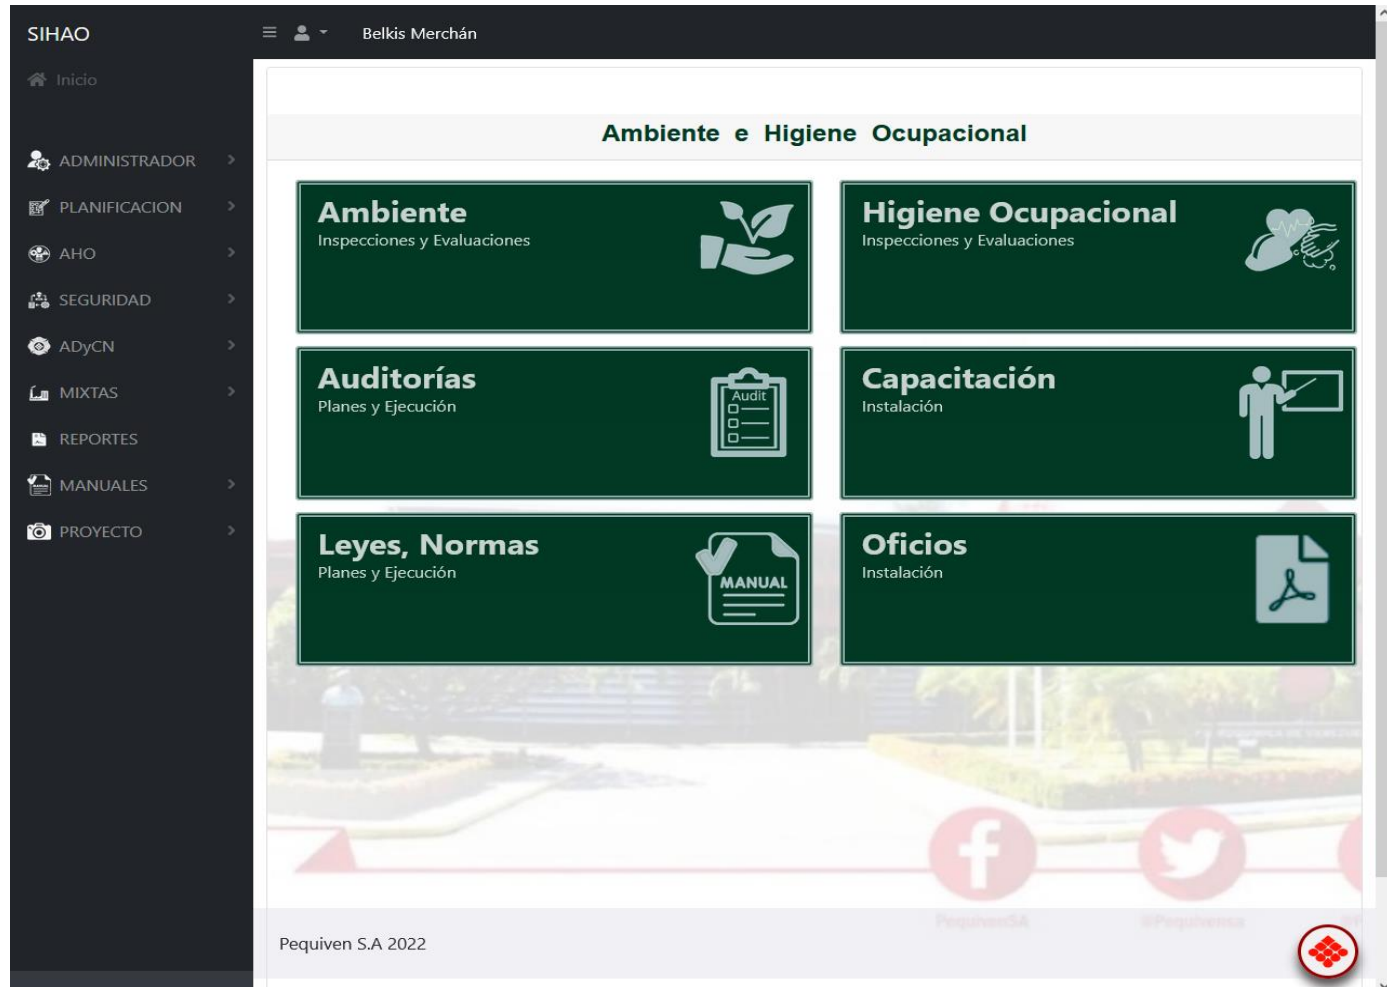 SIHAO
Belkis Merchán
Inicio
ADMINISTRADOR
PLANIFICACION
AHO
SEGURIDAD
ADyCN
MIXTAS
REPORTES
MANUALES
PROYECTO
Ambiente e Higiene Ocupacional
Ambiente
Inspecciones y Evaluaciones
Higiene Ocupacional
Inspecciones y Evaluaciones
Auditorías
Planes y Ejecución
Audit
Capacitación
Instalación
Leyes, Normas
Planes y Ejecución
MANUAL
Oficios
Instalación
PequivenSA
@Pequivensa
Pequiven S.A 2022